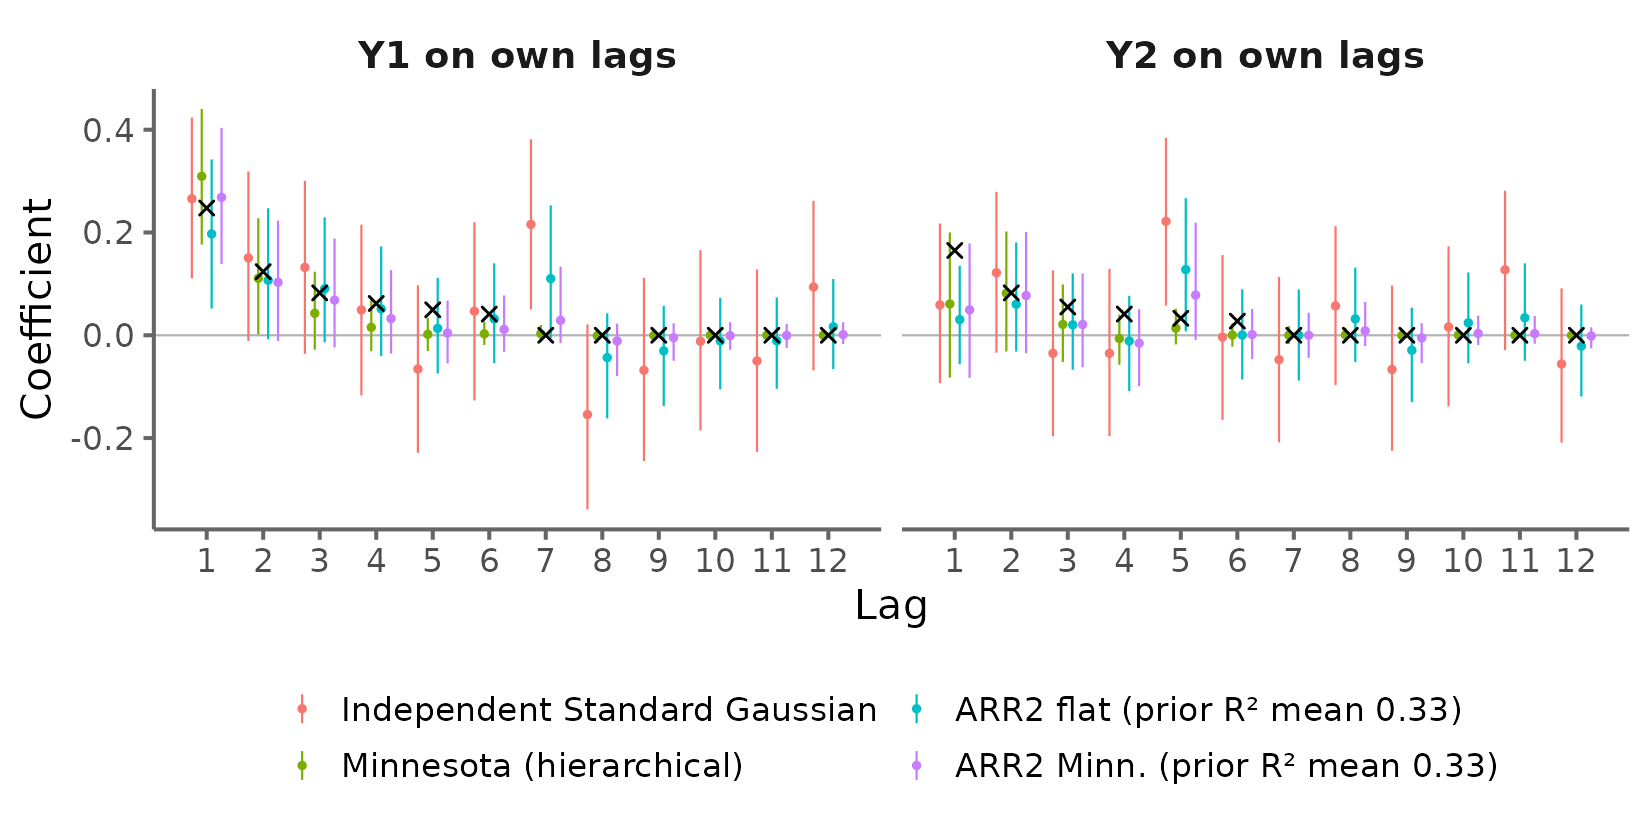 Y1 on own lags Y2 on own lags
Coefficient
0.4
0.2
0.0
-0.2
1 2 3 4 5 6 7 8 9 10 11 12 1 2 3 4 5 6 7 8 9 10 11 12
Lag
Independent Standard Gaussian ARR2 flat (prior R² mean 0.33)
Minnesota (hierarchical) ARR2 Minn. (prior R² mean 0.33)